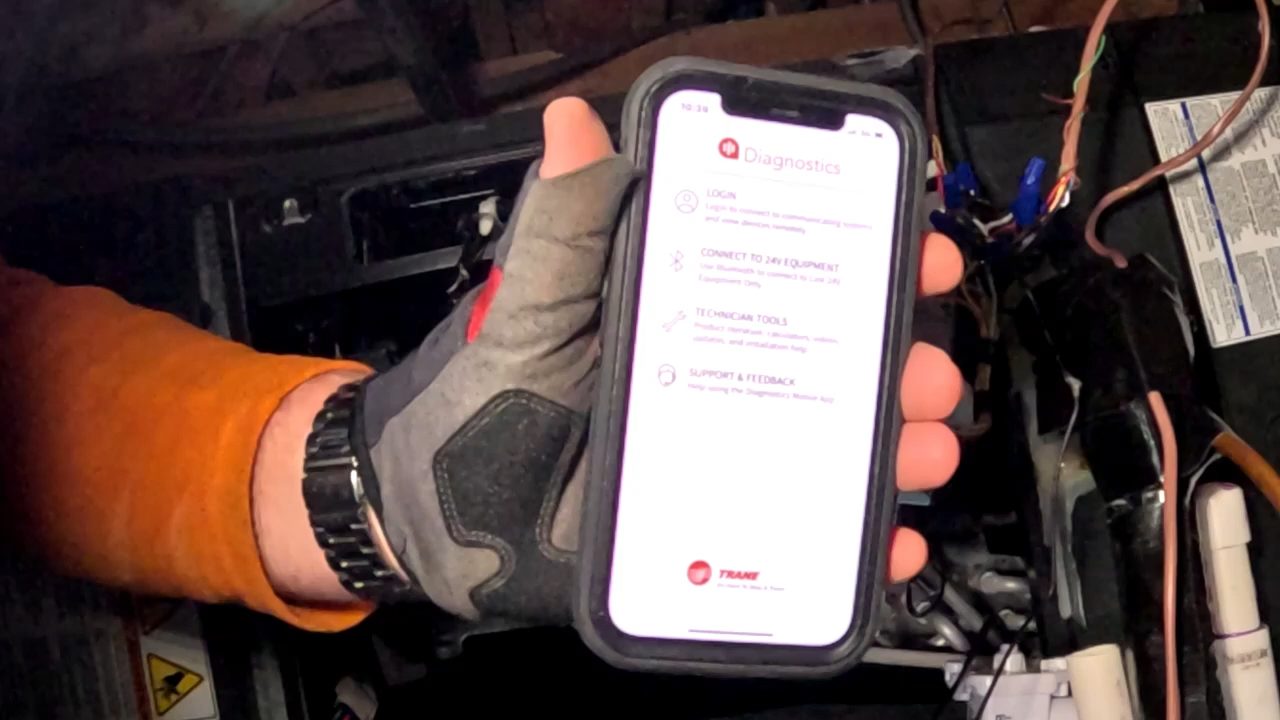 10:39
Diagnostics
LOGIN
Login to connect to communicating systems
and view devices remotely
CONNECT TO 24V EQUIPMENT
Use Bluetooth to connect to Link 24V
Equipment Only
TECHNICIAN TOOLS
Product literature, calculators, videos,
updates, and installation help
SUPPORT & FEEDBACK
Help using the Diagnostics Mobile App
TRANE